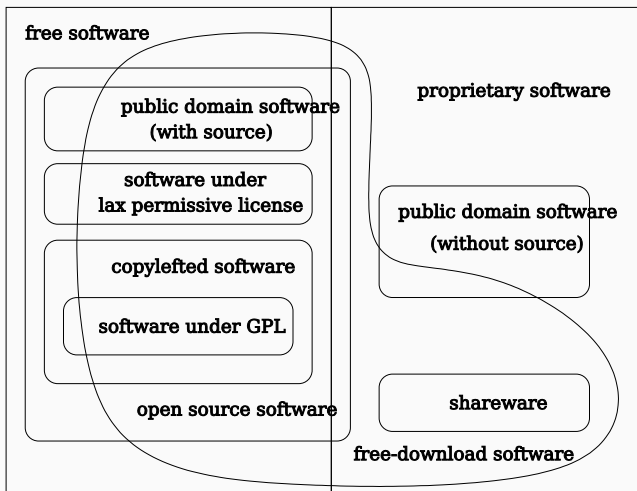 free software
public domain software
(with source)
software under
lax permissive license
copylefted software
software under GPL
open source software
proprietary software
public domain software
(without source)
shareware
free-download software